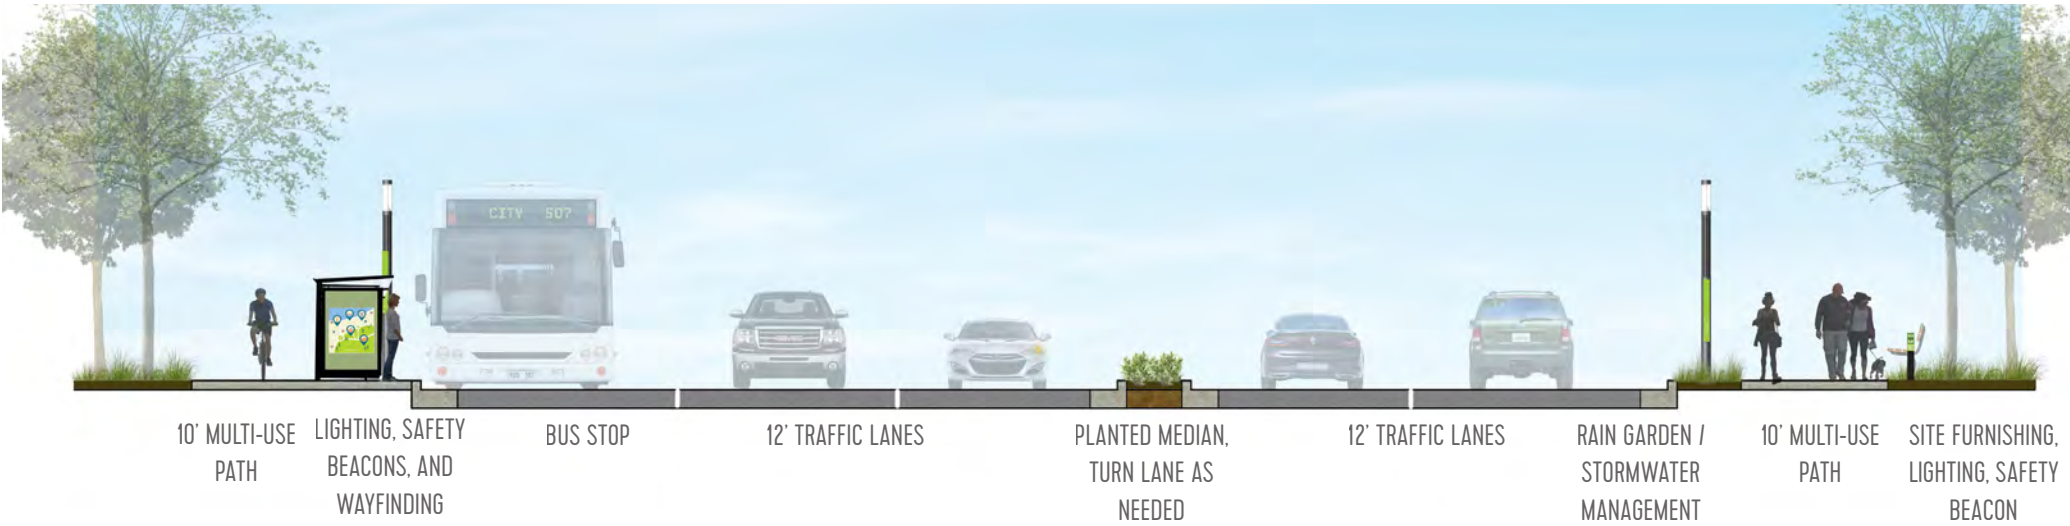 CITY 507
10' MULTI-USE
PATH
LIGHTING, SAFETY
BEACONS, AND
WAYFINDING
BUS STOP
12' TRAFFIC LANES
PLANTED MEDIAN,
TURN LANE AS
NEEDED
12' TRAFFIC LANES
RAIN GARDEN /
STORMWATER
MANAGEMENT
10' MULTI-USE
PATH
SITE FURNISHING,
LIGHTING, SAFETY
BEACON